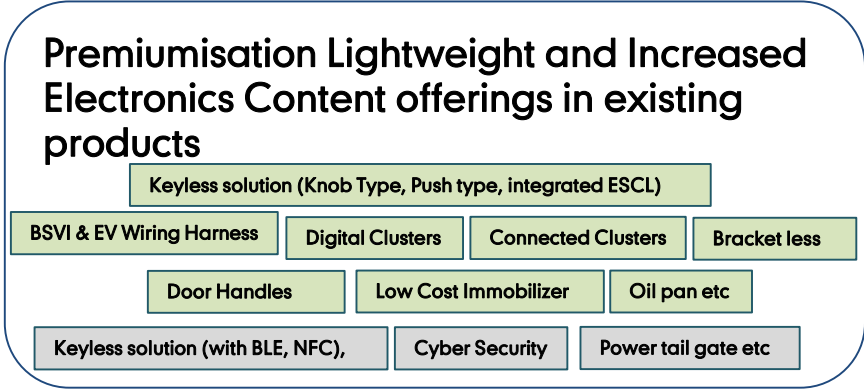 Premiumisation Lightweight and Increased
Electronics Content offerings in existing
products
Keyless solution (Knob Type, Push type, integrated ESCL)
BSVI & EV Wiring Harness
Digital Clusters
Connected Clusters
Bracket less
Door Handles
Low Cost Immobilizer
Oil pan etc
Keyless solution (with BLE, NFC),
Cyber Security
Power tail gate etc